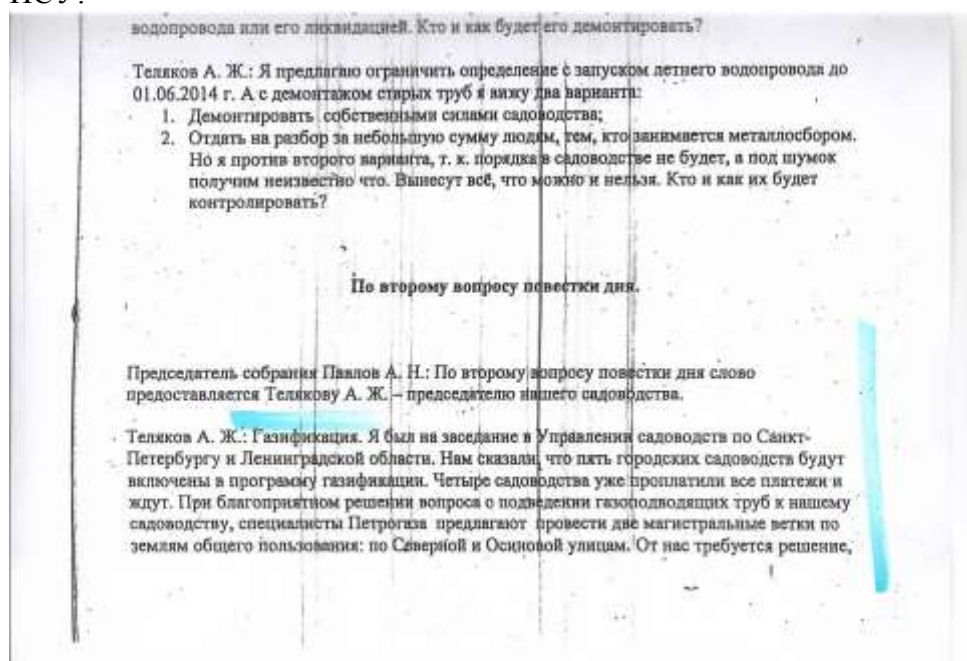 водопровода или его ликвидацией. Кто и как будет его демонтировать?
Теляков А. Ж.: Я предлагаю ограничить определение с запуском летнего водопровода до
01.06.2014 г. А с демонтажом старых труб я вижу два варианта:
1. Демонтировать собственными силами садоводства;
2. Отдать на разбор за небольшую сумму людям, тем, кто занимается металлосбором.
Но я против второго варианта, т. к. порядка в садоводстве не будет, а под шумок
получим неизвестно что. Вынесут всё, что можно и нельзя. Кто и как их будет
контролировать?
По второму вопросу повестки дня.
Председатель собрания Павлов А. Н.: По второму вопросу повестки дня слово
предоставляется Телякову А. Ж. – председателю нашего садоводства.
Теляков А. Ж.: Газификация. Я был на заседание в Управлении садоводств по Санкт-
Петербургу и Ленинградской области. Нам сказали, что пять городских садоводств будут
включены в программу газификации. Четыре садоводства уже проплатили все платежи и
ждут. При благоприятном решении вопроса о подведении газоподводящих труб к нашему
садоводству, специалисты Петрогаза предлагают провести две магистральные ветки по
землям общего пользования: по Северной и Осиновой улицам. От нас требуется решение,